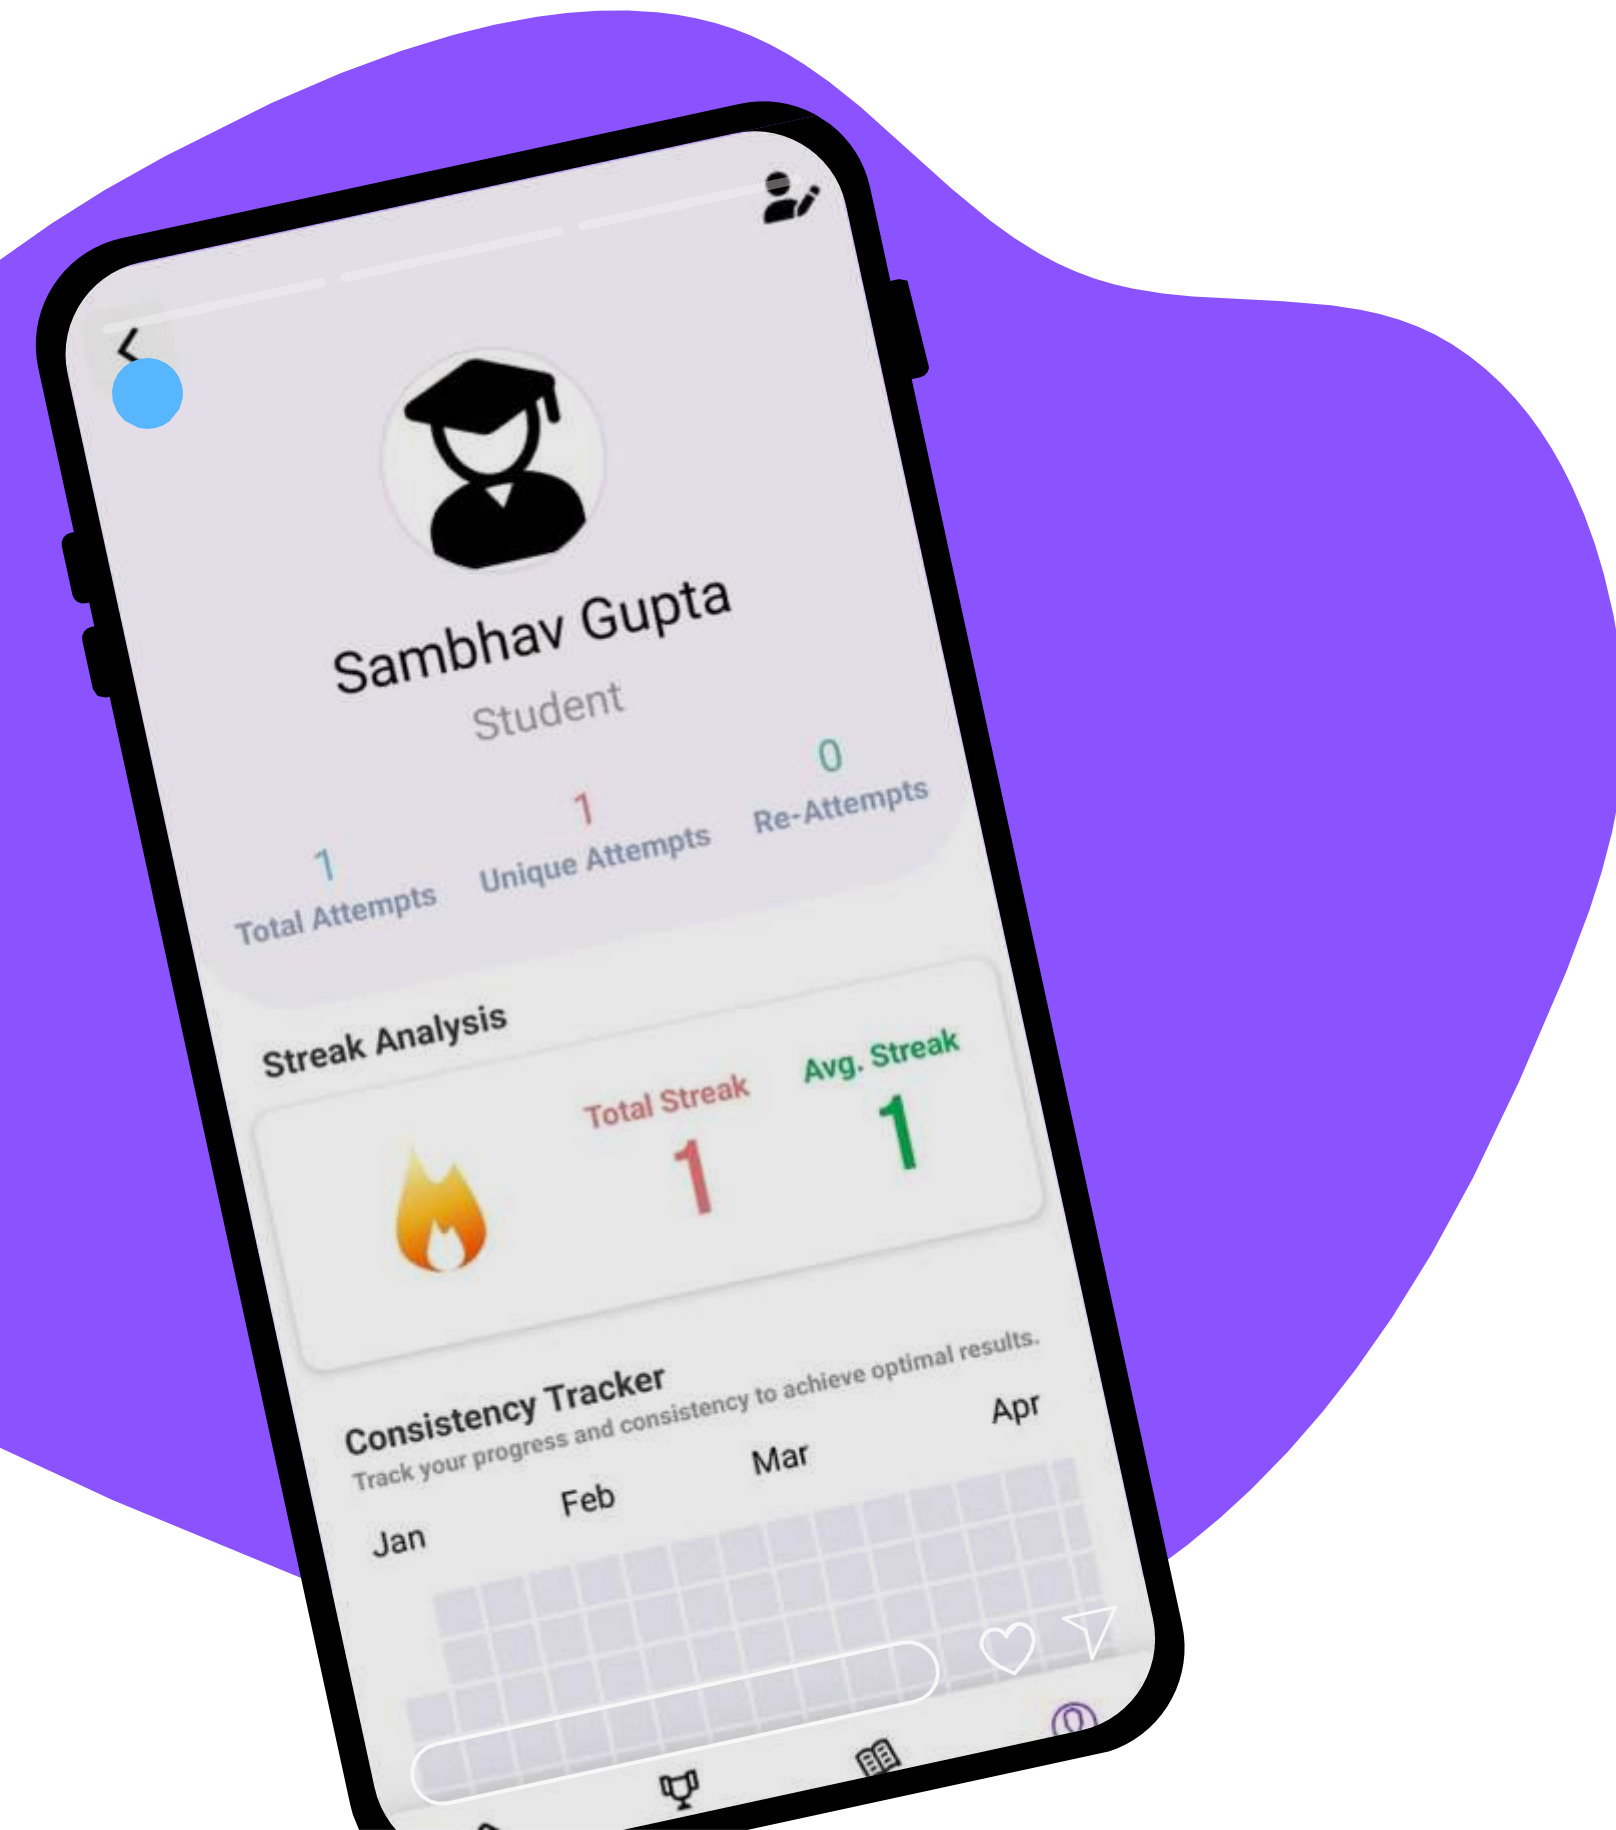 Sambhav Gupta
Student
1
Total Attempts
1
Unique Attempts
0
Re-Attempts
Streak Analysis
Total Streak
1
Avg. Streak
1
Consistency Tracker
Track your progress and consistency to achieve optimal results.
Jan Feb Mar Apr